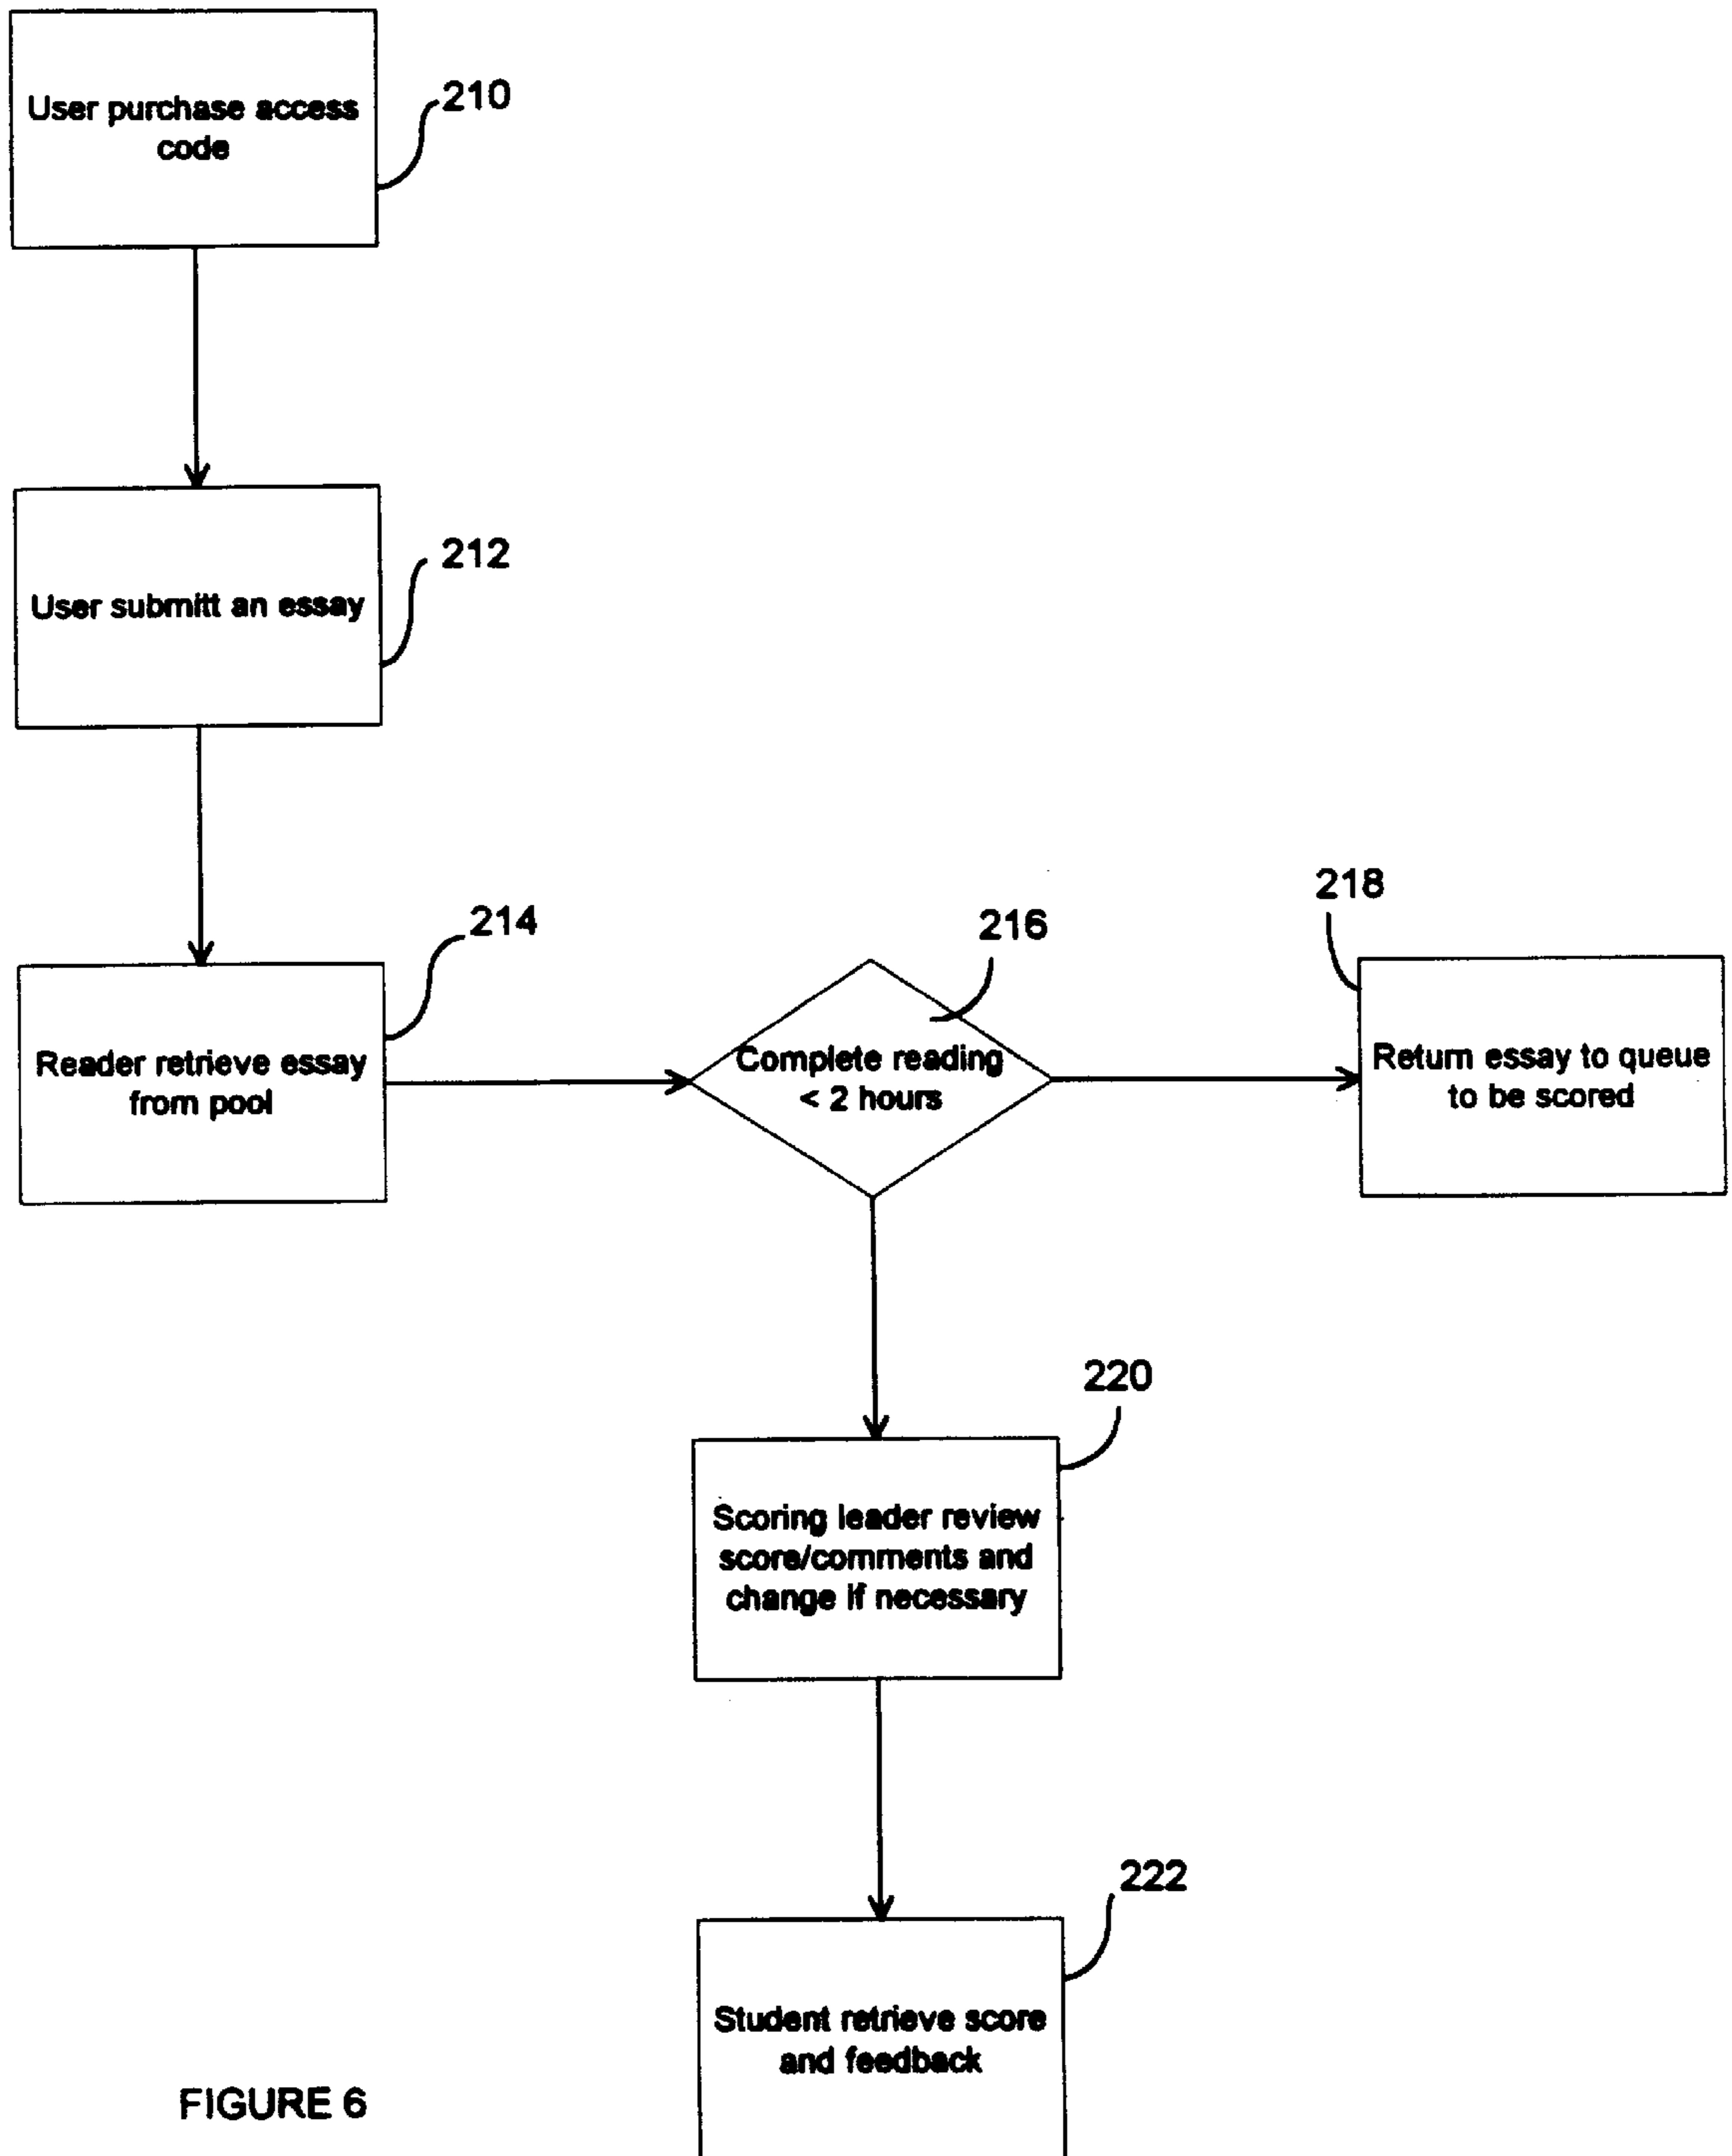 User purchase access
code
210
User submitt an essay
212
Reader retrieve essay
from pool
214
Complete reading
< 2 hours
216
Return essay to queue
to be scored
218
Scoring leader review
score/comments and
change if necessary
220
Student retrieve score
and feedback
222
FIGURE 6